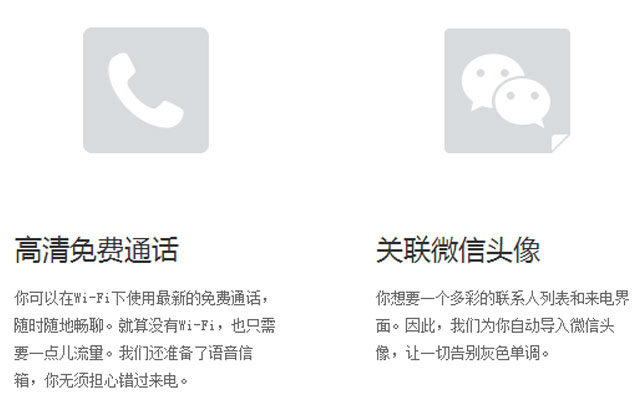 高清免费通话
你可以在Wi-Fi下使用最新的免费通话，
随时随地畅聊。就算没有Wi-Fi，也只需
要一点儿流量。我们还准备了语音信
箱，你无须担心错过来电。
关联微信头像
你想要一个多彩的联系人列表和来电界
面。因此，我们为你自动导入微信头
像，让一切告别灰色单调。